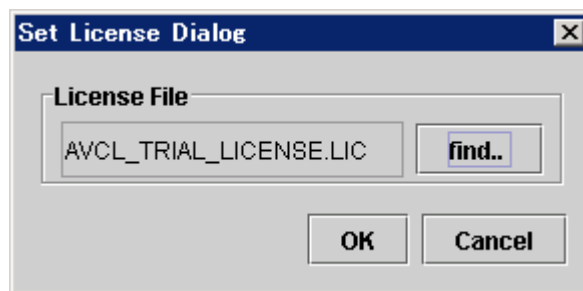 Set License Dialog
License File
AVCL_TRIAL_LICENSE.LIC find..
OK Cancel